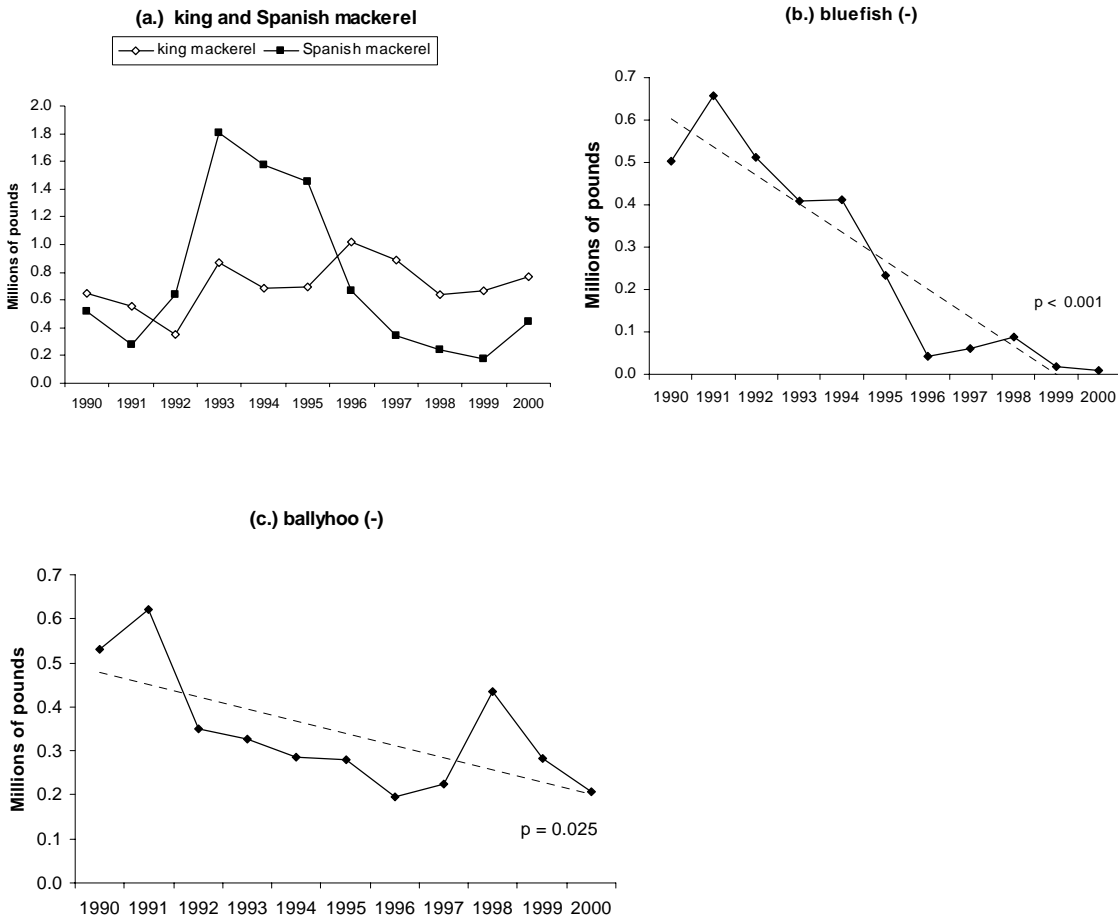 (a.) king and Spanish mackerel
king mackerel Spanish mackerel
Millions of pounds
2.0
1.8
1.6
1.4
1.2
1.0
0.8
0.6
0.4
0.2
0.0
1990 1991 1992 1993 1994 1995 1996 1997 1998 1999 2000
(b.) bluefish (-)
Millions of pounds
0.7
0.6
0.5
0.4
0.3
0.2
0.1
0.0
p < 0.001
1990 1991 1992 1993 1994 1995 1996 1997 1998 1999 2000
(c.) ballyhoo (-)
Millions of pounds
0.7
0.6
0.5
0.4
0.3
0.2
0.1
0.0
p = 0.025
1990 1991 1992 1993 1994 1995 1996 1997 1998 1999 2000